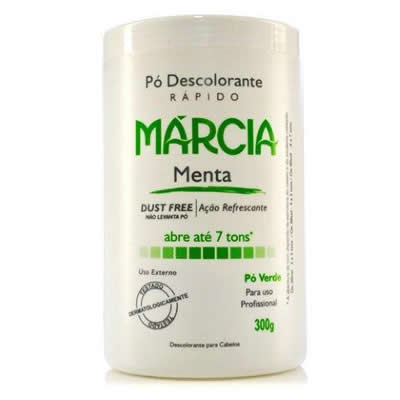 Pó Descolorante
RÁPIDO
MÁRCIA
Menta
DUST FREE
NÃO LEVANTA PÓ
Ação Refrescante
abre até 7 tons*
Uso Externo
TESTADO
DERMATOLOGICAMENTE
TESTADO
Pó Verde
Para uso
Profissional
300g
Descolorante para Cabelos